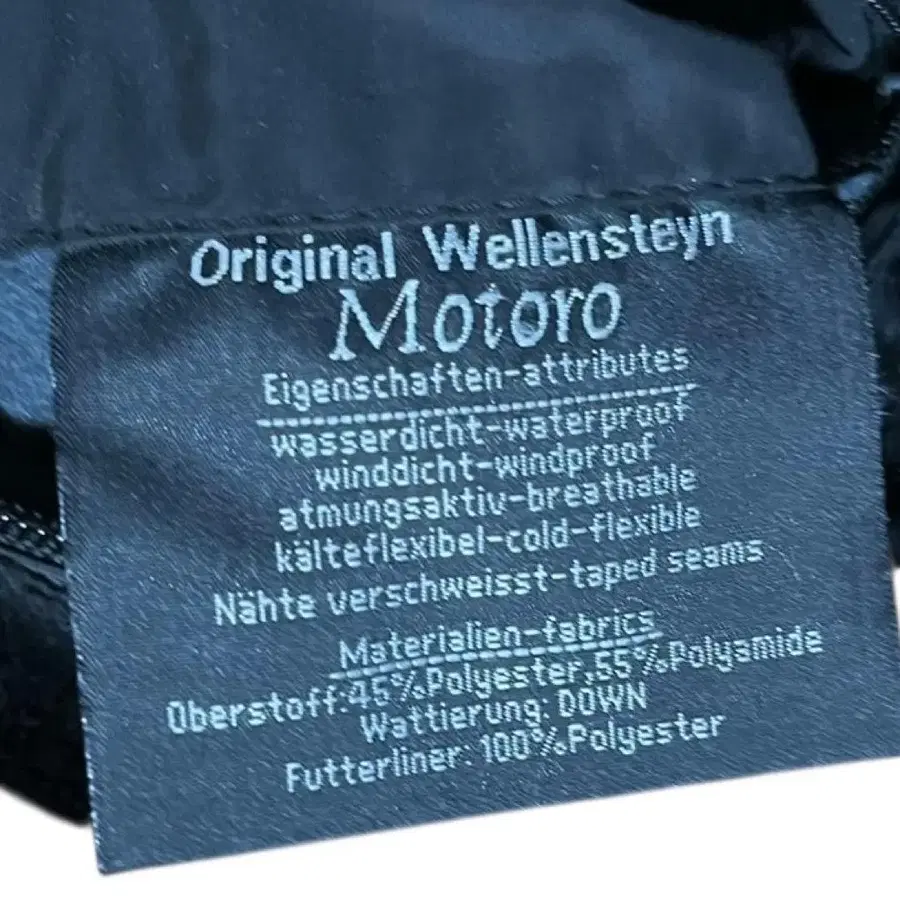 Original Wellensteyn
Motoro
Eigenschaften-attributes
wasserdicht-waterproof
winddicht-windproof
atmungsaktiv-breathable
kälteflexibel-cold-flexible
Nähte verschweisst-taped seams
Materialien-fabrics
Oberstoff:45%Polyester,55%Polyamide
Wattierung: DOWN
Futterliner: 100%Polyester